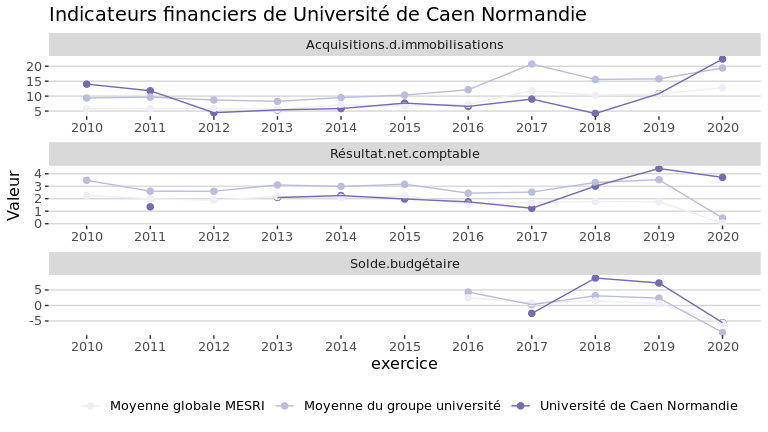 Indicateurs financiers de Université de Caen Normandie
Acquisitions.d.immobilisations
20
15
10
5
2010 2011 2012 2013 2014 2015 2016 2017 2018 2019 2020
Résultat.net.comptable
4
3
2
1
0
2010 2011 2012 2013 2014 2015 2016 2017 2018 2019 2020
Valeur
Solde.budgétaire
5
0
-5
2010 2011 2012 2013 2014 2015 2016 2017 2018 2019 2020
exercice
Moyenne globale MESRI Moyenne du groupe université Université de Caen Normandie